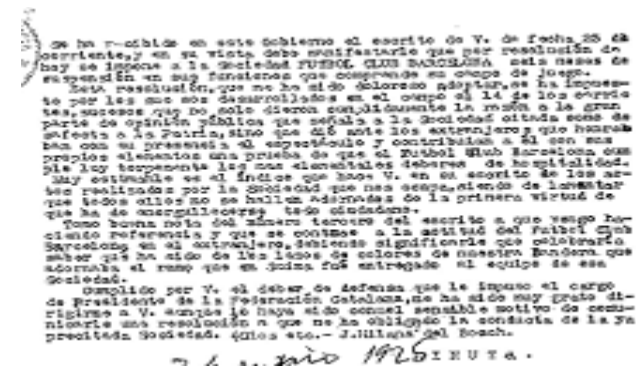 Se ha r-cibido en este Gobierno el escrito de V. de fecha 25 del
corriente, y en su vista debo manifestarle que por resolución de
hoy se impone a la Sociedad FUTBOL CLUB BARCELONA seis meses de
suspensión en sus funciones que comprende su campo de juego.
Esta resolución, que me ha sido doloroso adoptar, se ha impues-
to por los sucesos desarrollados en el campo el 14 de los corrien
tes, sucesos que no solo dieron cumplidamente la razón a la gran
parte de opinión pública que señala a la Sociedad citada como de
safecta a la Patria, sino que dió ante los extranjeros que honra
ban con su presencia el espectáculo y contribuian a él con sus
propios elementos una prueba de que el Futbol Club Barcelona cum
ple muy torpemente los mas elementales deberes de hospitalidad.
Muy estimable es el índice que hace V. en su escrito de los ac-
tos realizados por la Sociedad que nos ocupa, siendo de lamentar
que todos ellos no se hallen adornados de la primera virtud de
que ha de enorgullecerse todo ciudadano.
Tomo buena nota del número tercero del escrito a que vengo ha-
ciendo referencia y que se contrae a la actitud del Futbol Club
Barcelona en el extranjero, debiendo significarle que celebraría
saber que ha sido de los lazos de colores de nuestra Bandera que
adornaba el ramo que en fué entregado al equipo de esa
Sociedad.
Cumplido por V. el deber de defensa que le impuso el cargo
de Presidente de la Federación Catalana, me ha sido muy grato di-
rigirme a V. aunque lo haya sido con el sensible motivo de comu-
nicarle una resolución a que me ha obligado la conducta de la ya
precitada Sociedad. Dios etc.- J. Milans del Bosch.
24 junio 1925 MINUTA.